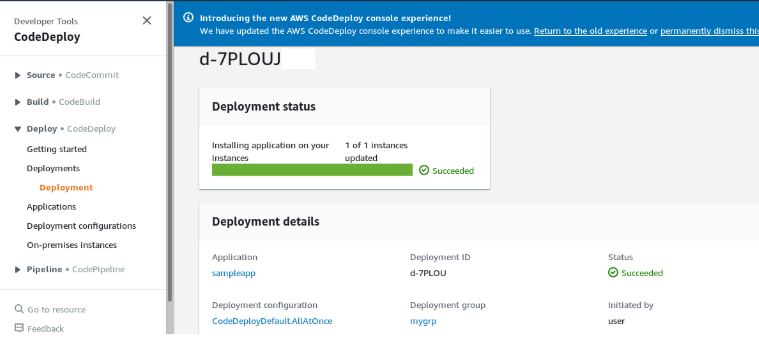 Developer Tools
CodeDeploy
Source • CodeCommit
Build • CodeBuild
Deploy • CodeDeploy
Getting started
Deployments
Deployment
Applications
Deployment configurations
On-premises instances
Pipeline • CodePipeline
Go to resource
Feedback
Introducing the new AWS CodeDeploy console experience!
We have updated the AWS CodeDeploy console experience to make it easier to use. Return to the old experience or permanently dismiss this
d-7PLOUJ
Deployment status
Installing application on your
instances
1 of 1 instances
updated
Succeeded
Deployment details
Application
sampleapp
Deployment ID
d-7PLOU
Status
Succeeded
Deployment configuration
CodeDeployDefault.AllAtOnce
Deployment group
mygrp
Initiated by
user